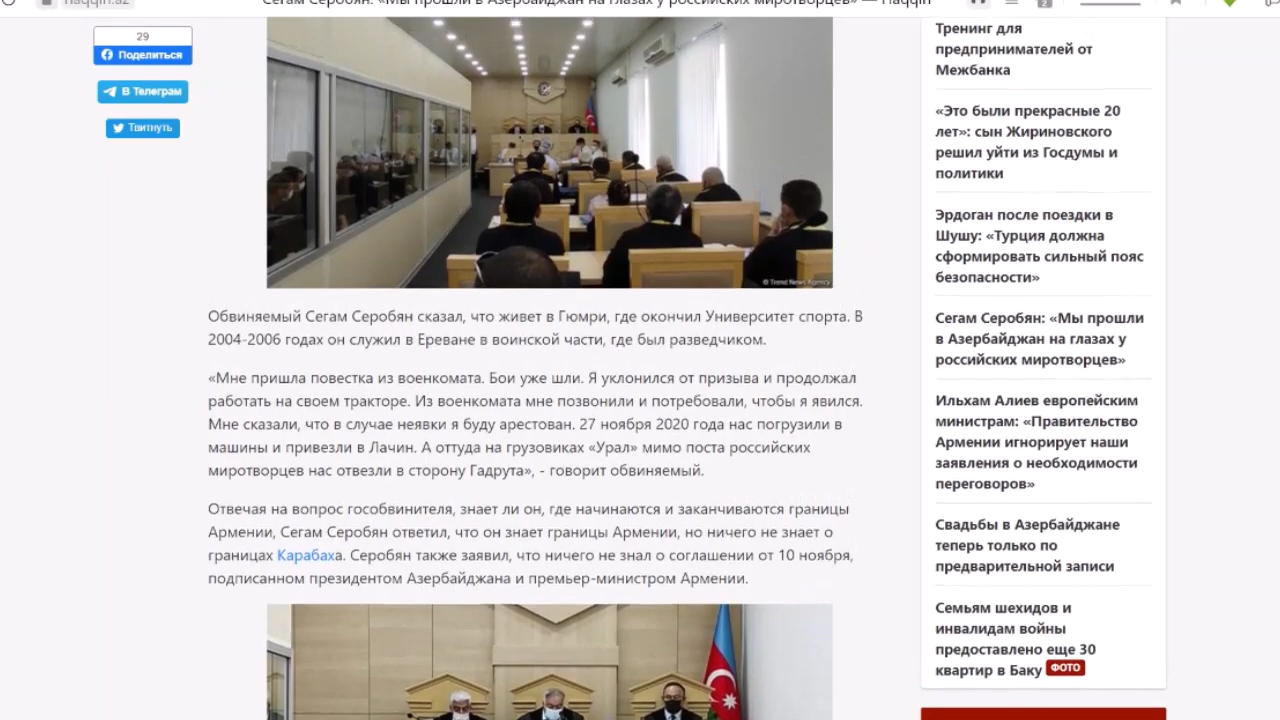 haqqin.az
Сегам Серобян: «Мы прошли в Азербайджан на глазах у российских миротворцев» — Haqqin
2
29
Поделиться
В Телеграм
Твитнуть
© Trend News Agency
Обвиняемый Сегам Серобян сказал, что живет в Гюмри, где окончил Университет спорта. В
2004-2006 годах он служил в Ереване в воинской части, где был разведчиком.
«Мне пришла повестка из военкомата. Бои уже шли. Я уклонился от призыва и продолжал
работать на своем тракторе. Из военкомата мне позвонили и потребовали, чтобы я явился.
Мне сказали, что в случае неявки я буду арестован. 27 ноября 2020 года нас погрузили в
машины и привезли в Лачин. А оттуда на грузовиках «Урал» мимо поста российских
миротворцев нас отвезли в сторону Гадрута», - говорит обвиняемый.
Отвечая на вопрос гособвинителя, знает ли он, где начинаются и заканчиваются границы
Армении, Сегам Серобян ответил, что он знает границы Армении, но ничего не знает о
границах Карабаха. Серобян также заявил, что ничего не знал о соглашении от 10 ноября,
подписанном президентом Азербайджана и премьер-министром Армении.
Тренинг для
предпринимателей от
Межбанка
«Это были прекрасные 20
лет»: сын Жириновского
решил уйти из Госдумы и
политики
Эрдоган после поездки в
Шушу: «Турция должна
сформировать сильный пояс
безопасности»
Сегам Серобян: «Мы прошли
в Азербайджан на глазах у
российских миротворцев»
Ильхам Алиев европейским
министрам: «Правительство
Армении игнорирует наши
заявления о необходимости
переговоров»
Свадьбы в Азербайджане
теперь только по
предварительной записи
Семьям шехидов и
инвалидам войны
предоставлено еще 30
квартир в Баку ФОТО